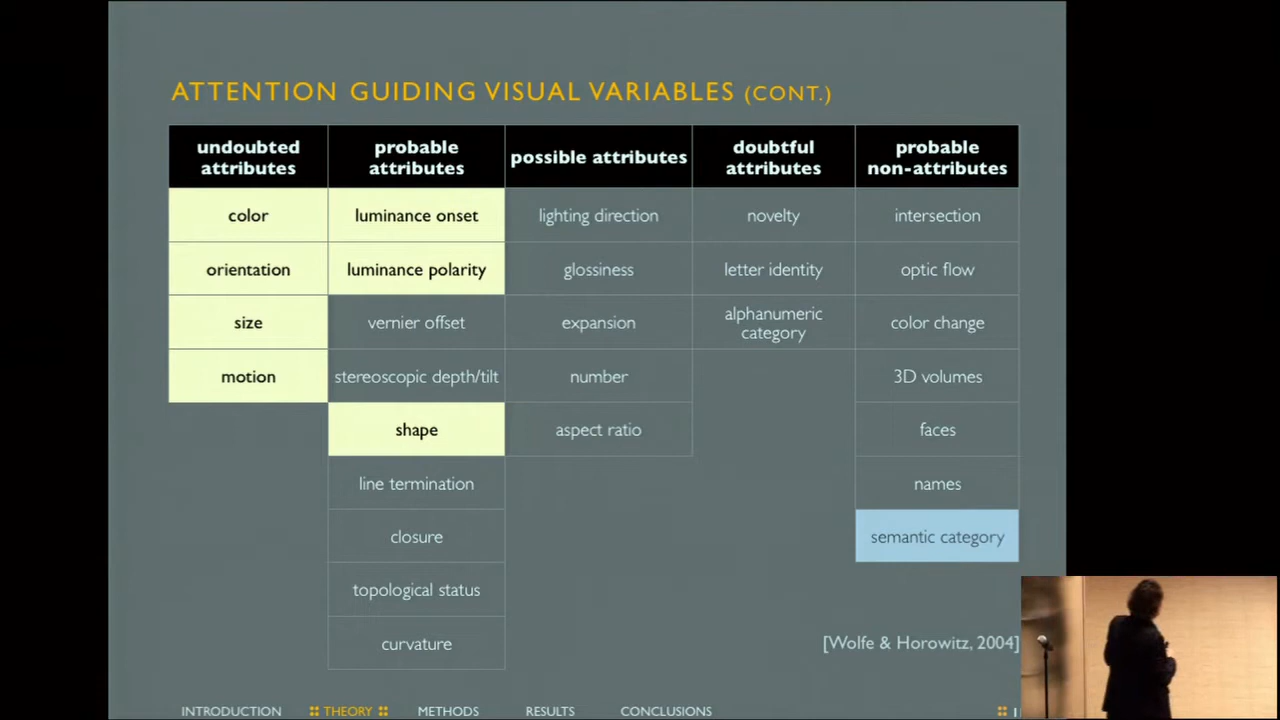 ATTENTION GUIDING VISUAL VARIABLES (CONT.)
undoubted attributes
probable attributes
possible attributes
doubtful attributes
probable non-attributes
color
luminance onset
lighting direction
novelty
intersection
orientation
luminance polarity
glossiness
letter identity
optic flow
size
vernier offset
expansion
alphanumeric category
color change
motion
stereoscopic depth/tilt
number
3D volumes
shape
aspect ratio
faces
line termination
names
closure
semantic category
topological status
curvature
[Wolfe & Horowitz, 2004]
INTRODUCTION
THEORY
METHODS
RESULTS
CONCLUSIONS